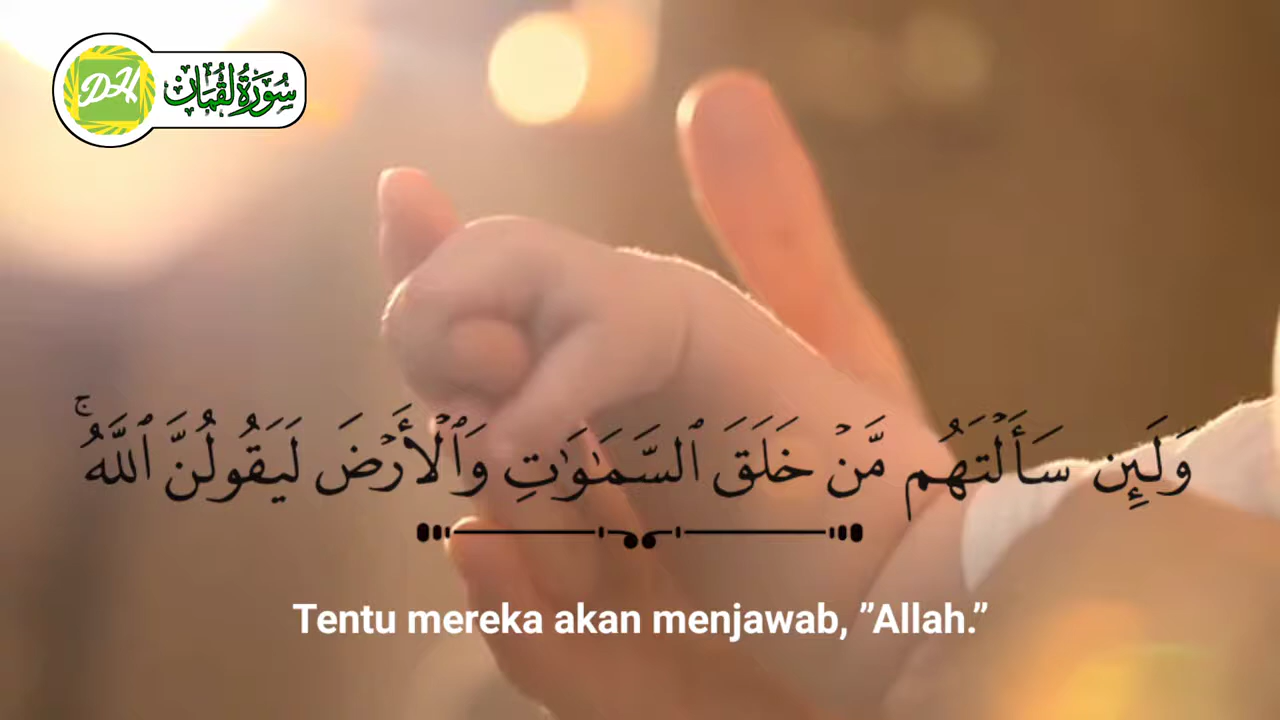 DH
سُورَةُ لُقْمَان
وَلَئِن سَأَلْتَهُم مَّنْ خَلَقَ ٱلسَّمَـٰوَٰتِ وَٱلْأَرْضَ لَيَقُولُنَّ ٱللَّهُ ۚ
Tentu mereka akan menjawab, ”Allah.”